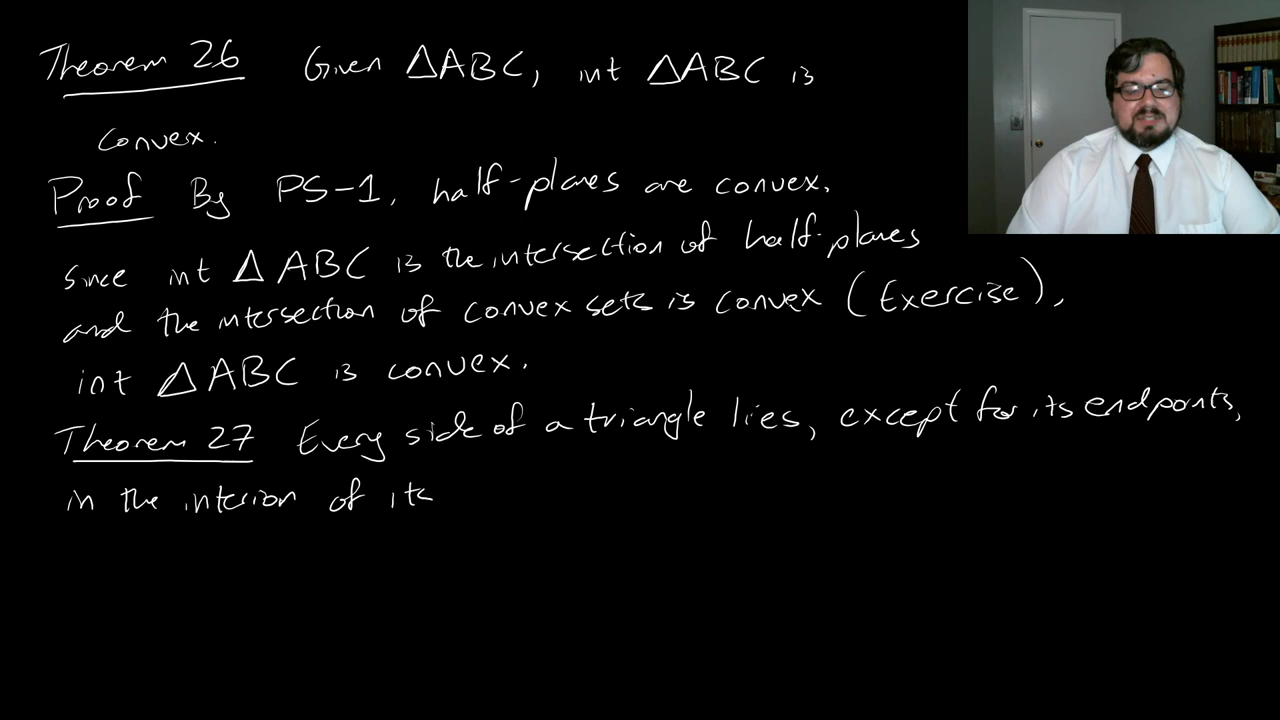 Theorem 26 Given △ABC, int △ABC is
convex.
Proof By PS-1, half-planes are convex.
Since int △ABC is the intersection of half-planes
and the intersection of convex sets is convex (Exercise),
int △ABC is convex.
Theorem 27 Every side of a triangle lies, except for its endpoints,
in the interior of its